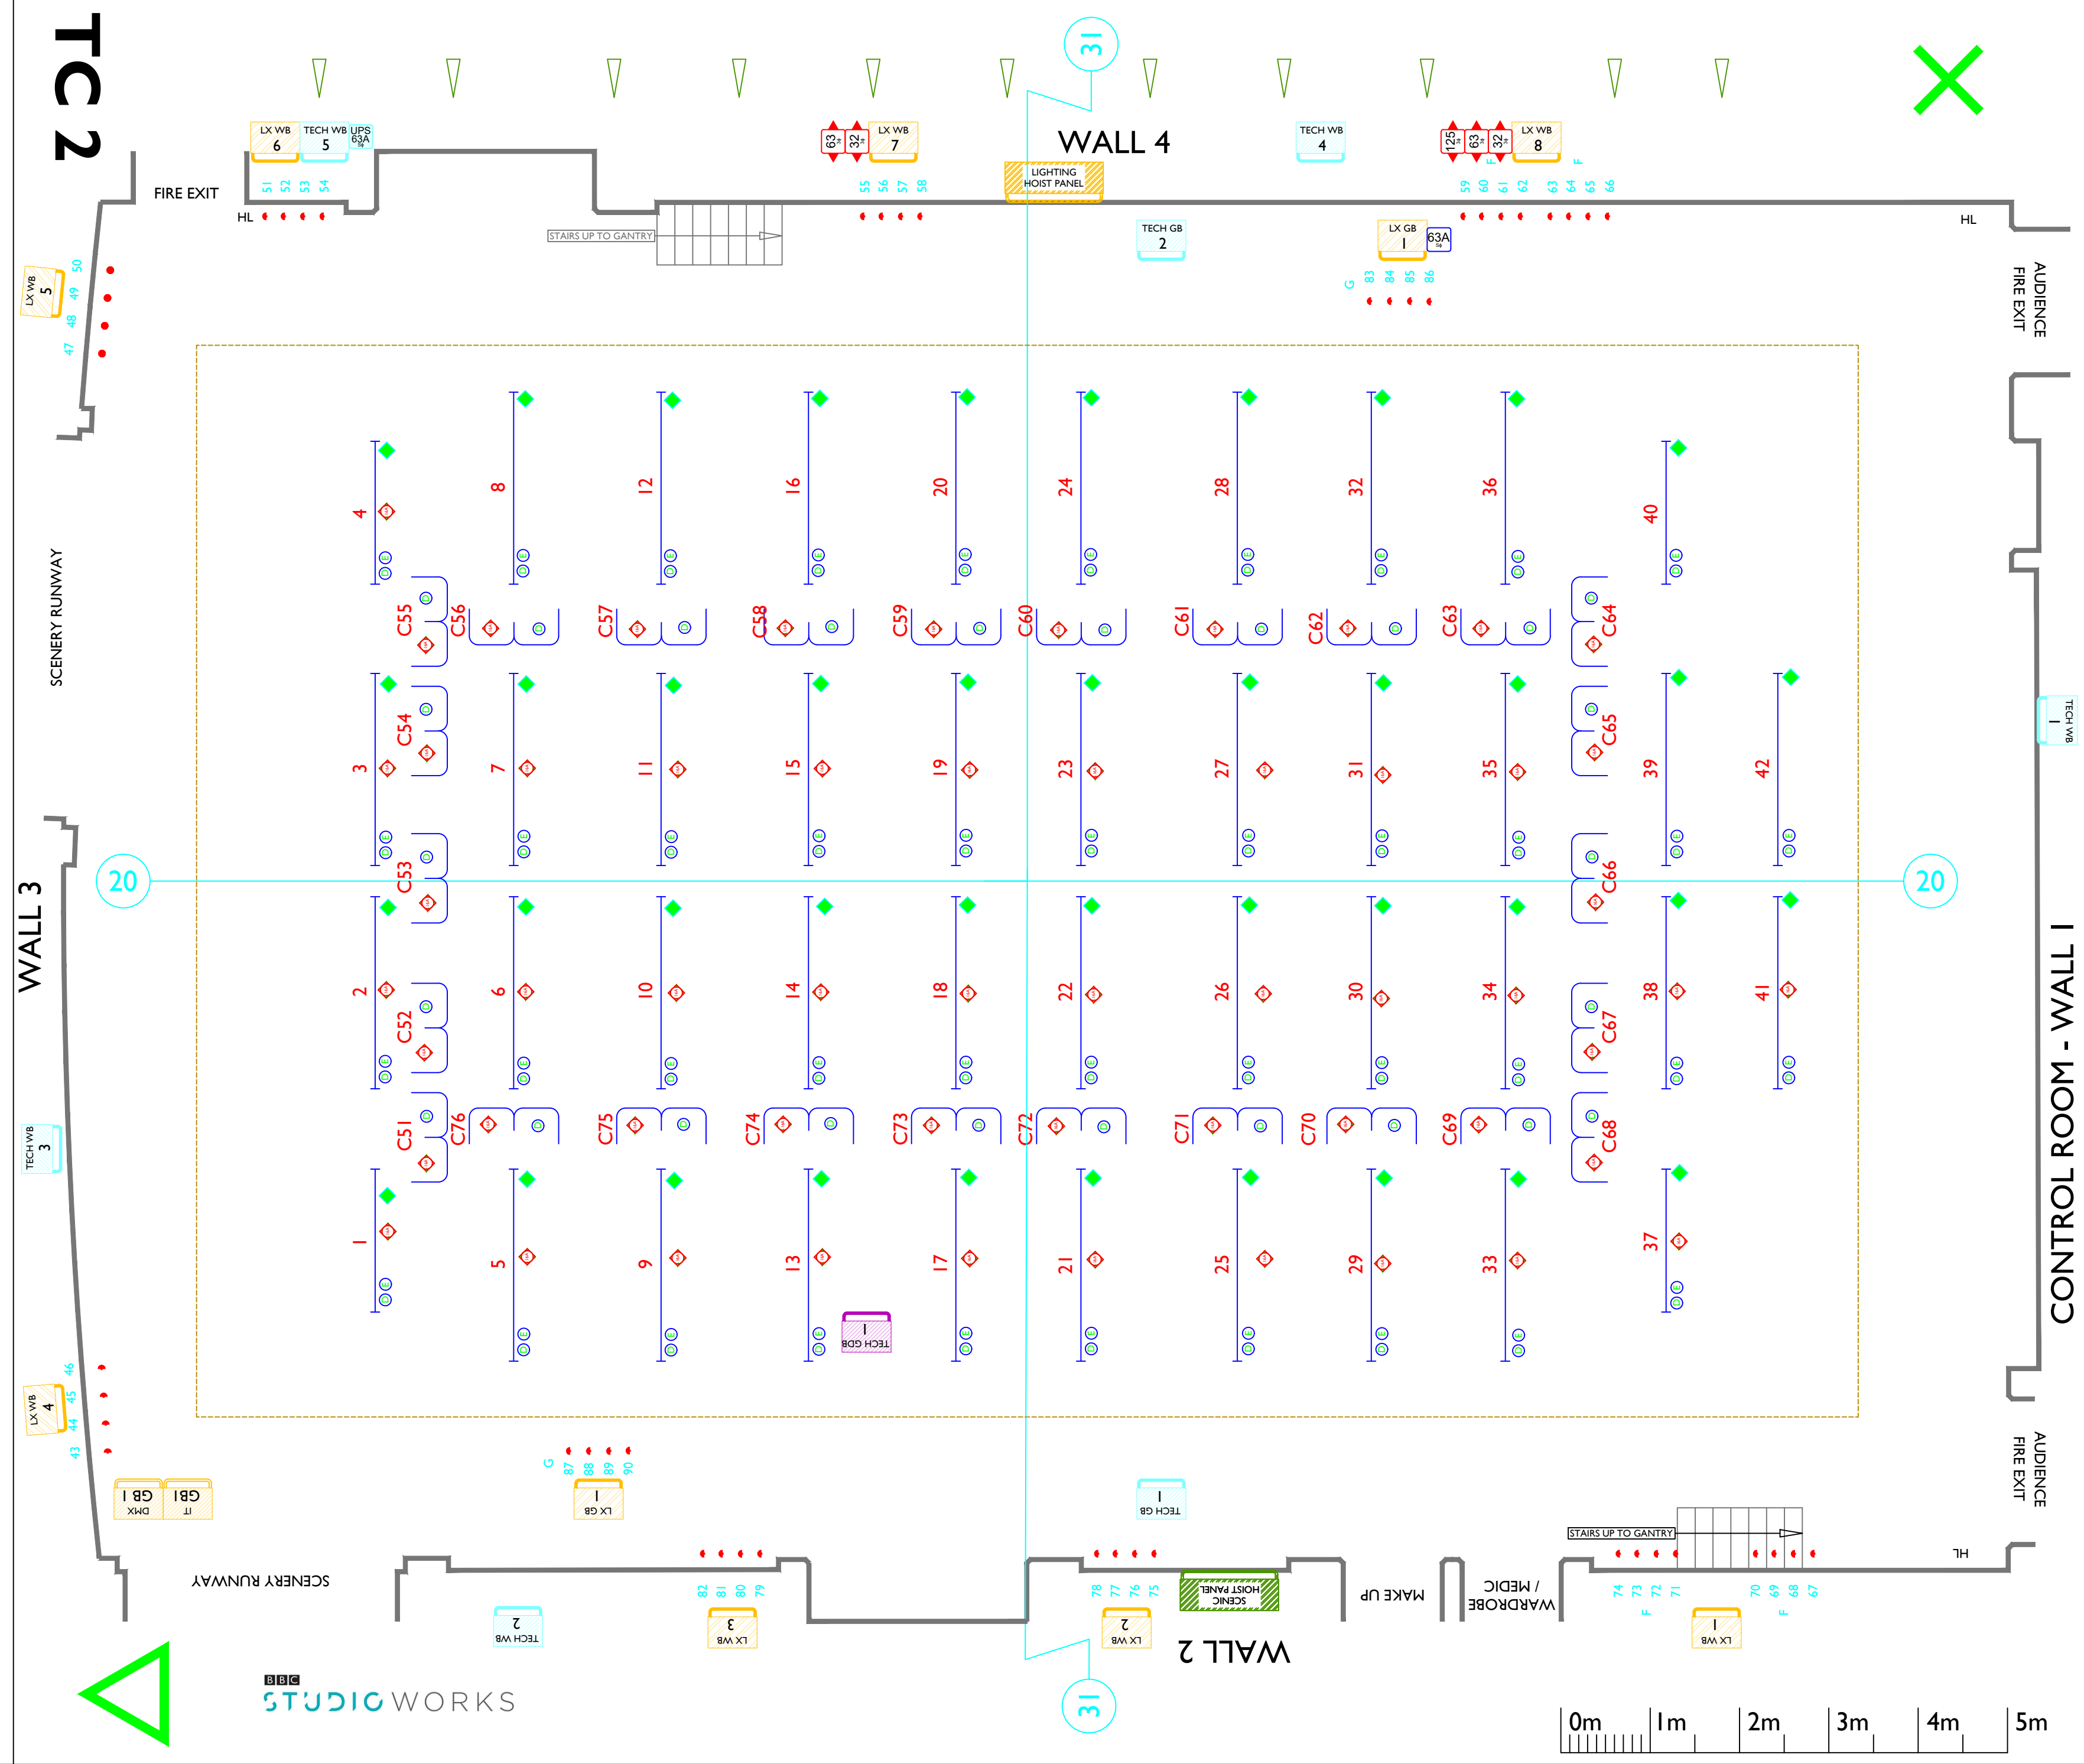 TC 2
31
LX WB
6
TECH WB
5
UPS
63A
63
32
LX WB
7
WALL 4
TECH WB
4
125
63
32
LX WB
8
FIRE EXIT
51
52
53
54
55
56
57
58
LIGHTING
HOIST PANEL
59
60
F
61
62
63
64
F
65
66
HL
HL
STAIRS UP TO GANTRY
TECH GB
2
LX GB
1
63A
G
83
84
85
86
AUDIENCE
FIRE EXIT
LX WB
5
50
49
48
47
SCENERY RUNWAY
4
8
12
16
20
24
28
32
36
40
D E
D E
D E
D E
D E
D E
D E
D E
D E
D E
C55
C56
C57
C58
C59
C60
C61
C62
C63
C64
D
D
D
D
D
D
D
D
D
D
C54
D
C65
D
3
7
11
15
19
23
27
31
35
39
42
TECH WB
1
D E
D E
D E
D E
D E
D E
D E
D E
D E
D E
D E
C53
D
C66
D
20
20
WALL 3
2
6
10
14
18
22
26
30
34
38
41
C52
D
C67
D
D E
D E
D E
D E
D E
D E
D E
D E
D E
D E
D E
CONTROL ROOM - WALL 1
C51
C76
C75
C74
C73
C72
C71
C70
C69
C68
D
D
D
D
D
D
D
D
D
D
TECH WB
3
1
5
9
13
17
21
25
29
33
37
D E
D E
D E
D E
D E
D E
D E
D E
D E
D E
TECH GDB
1
46
45
44
43
LX WB
4
DMX
GB 1
IT
GB1
G
87
88
89
90
LX GB
1
TECH GB
1
AUDIENCE
FIRE EXIT
STAIRS UP TO GANTRY
HL
SCENERY RUNWAY
82
81
80
79
78
77
76
75
SCENIC
HOIST PANEL
MAKE UP
WARDROBE
/ MEDIC
74
73
F
72
71
70
69
F
68
67
TECH WB
2
LX WB
3
LX WB
2
LX WB
1
WALL 2
31
BBC
STUDIOWORKS
0m
1m
2m
3m
4m
5m